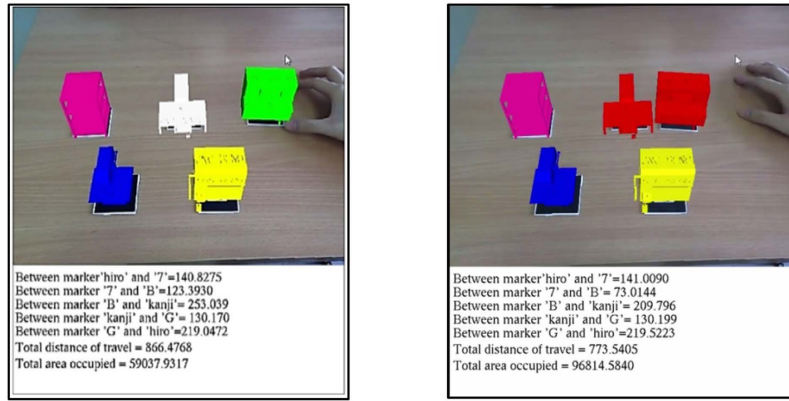 Between marker'hiro' and '7'=140.8275
Between marker '7' and 'B'=123.3930
Between marker 'B' and 'kanji'= 253.039
Between marker 'kanji' and 'G'= 130.170
Between marker 'G' and 'hiro'=219.0472
Total distance of travel = 866.4768
Total area occupied = 59037.9317
Between marker'hiro' and '7'=141.0090
Between marker '7' and 'B'= 73.0144
Between marker 'B' and 'kanji'= 209.796
Between marker 'kanji' and 'G'= 130.199
Between marker 'G' and 'hiro'=219.5223
Total distance of travel = 773.5405
Total area occupied = 96814.5840